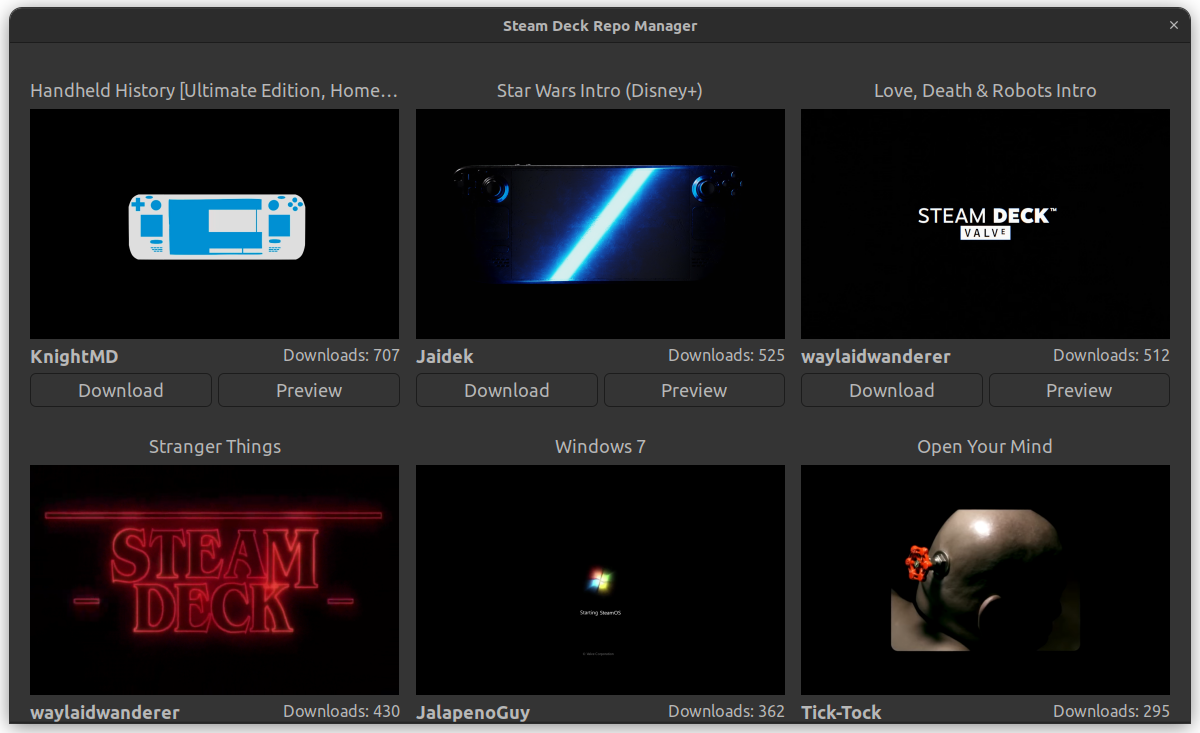 Steam Deck Repo Manager
Handheld History [Ultimate Edition, Home…
Star Wars Intro (Disney+)
Love, Death & Robots Intro
STEAM DECK™
VALVE
KnightMD
Downloads: 707
Jaidek
Downloads: 525
waylaidwanderer
Downloads: 512
Download
Preview
Download
Preview
Download
Preview
Stranger Things
Windows 7
Open Your Mind
STEAM
DECK
Starting SteamOS
waylaidwanderer
Downloads: 430
JalapenoGuy
Downloads: 362
Tick-Tock
Downloads: 295